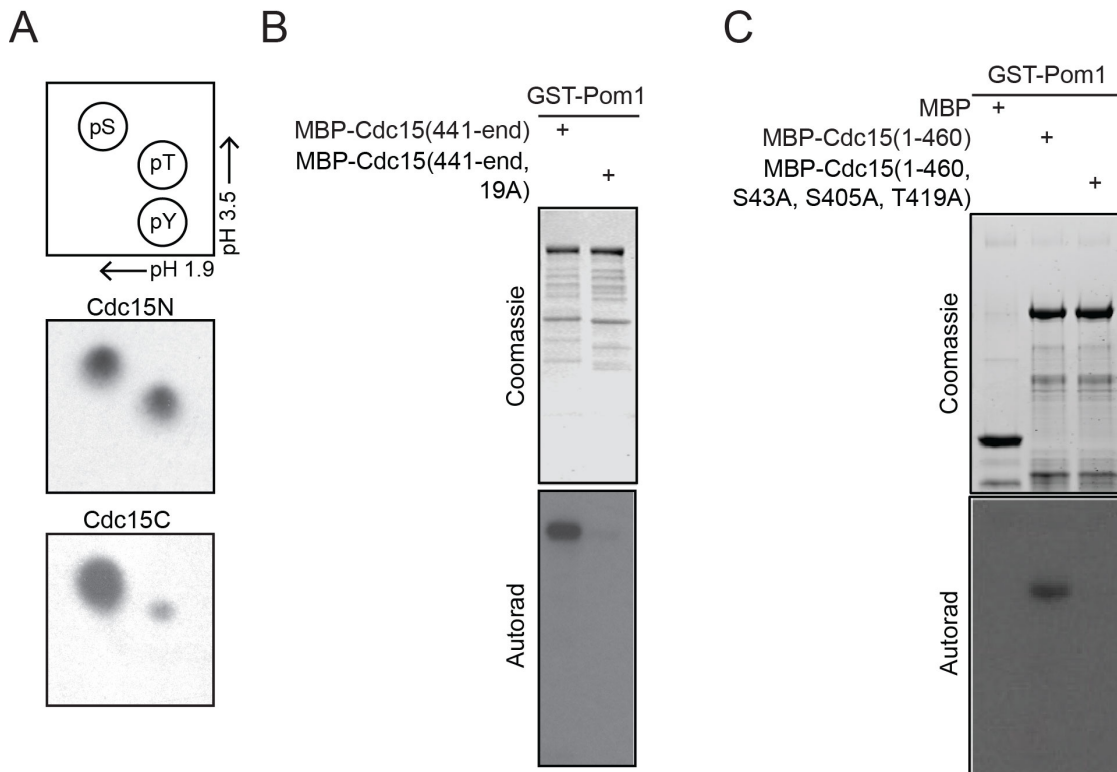 A
pS
pT
pY
pH 3.5
pH 1.9
Cdc15N
Cdc15C
B
GST-Pom1
MBP-Cdc15(441-end) +
MBP-Cdc15(441-end,
19A) +
Coomassie
Autorad
C
GST-Pom1
MBP +
MBP-Cdc15(1-460) +
MBP-Cdc15(1-460,
S43A, S405A, T419A) +
Coomassie
Autorad